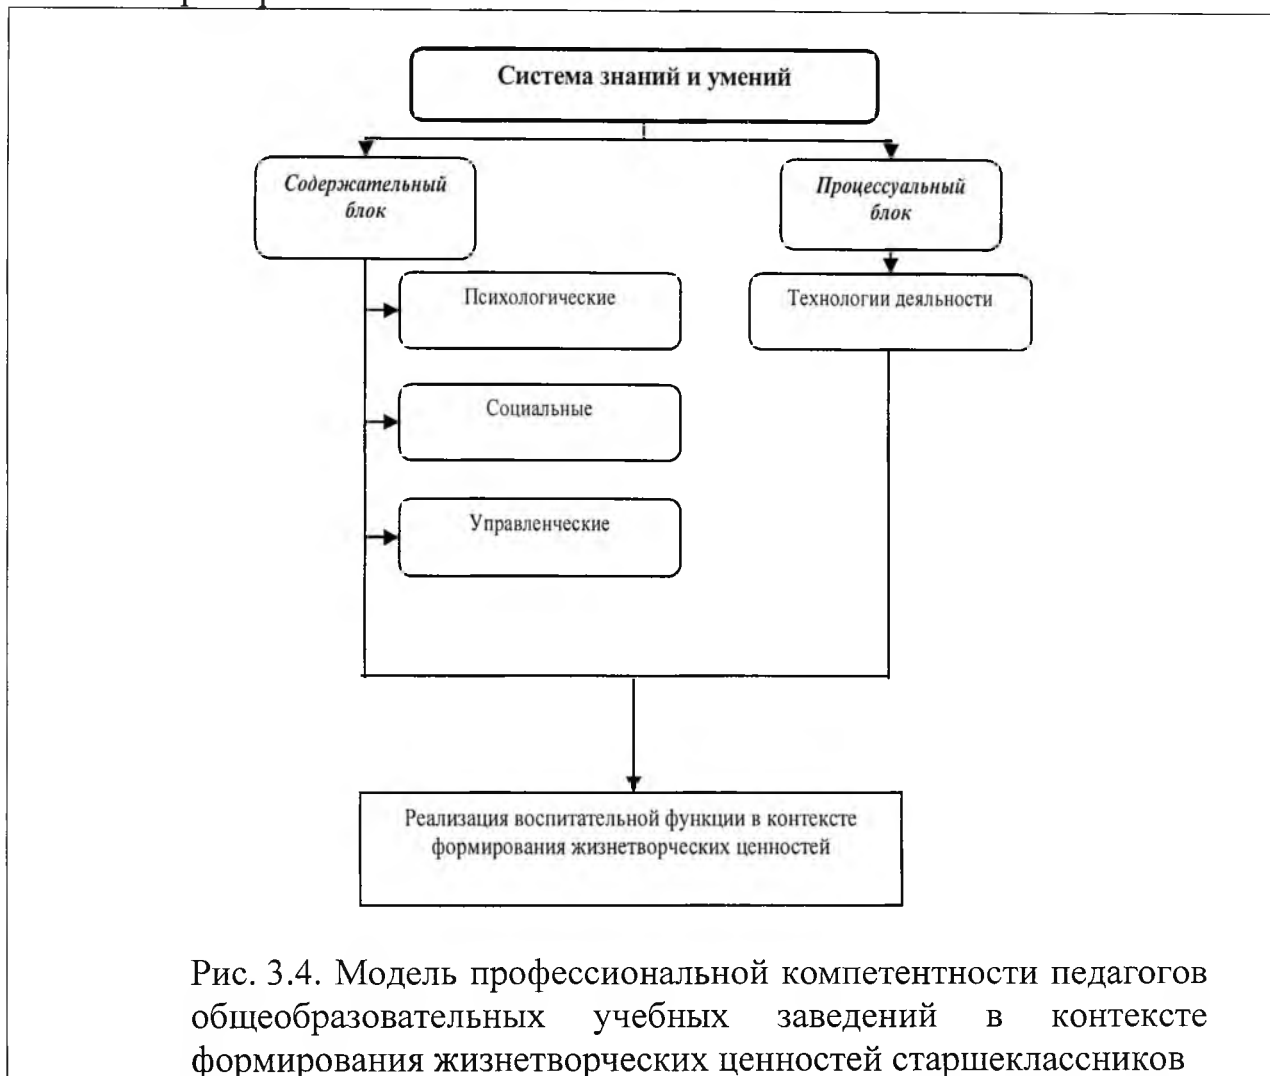 Система знаний и умений
Содержательный
блок
Процессуальный
блок
Психологические
Технологии деяльности
Социальные
Управленческие
Реализация воспитательной функции в контексте
формирования жизнетворческих ценностей
Рис. 3.4. Модель профессиональной компетентности педагогов
общеобразовательных учебных заведений в контексте
формирования жизнетворческих ценностей старшеклассников